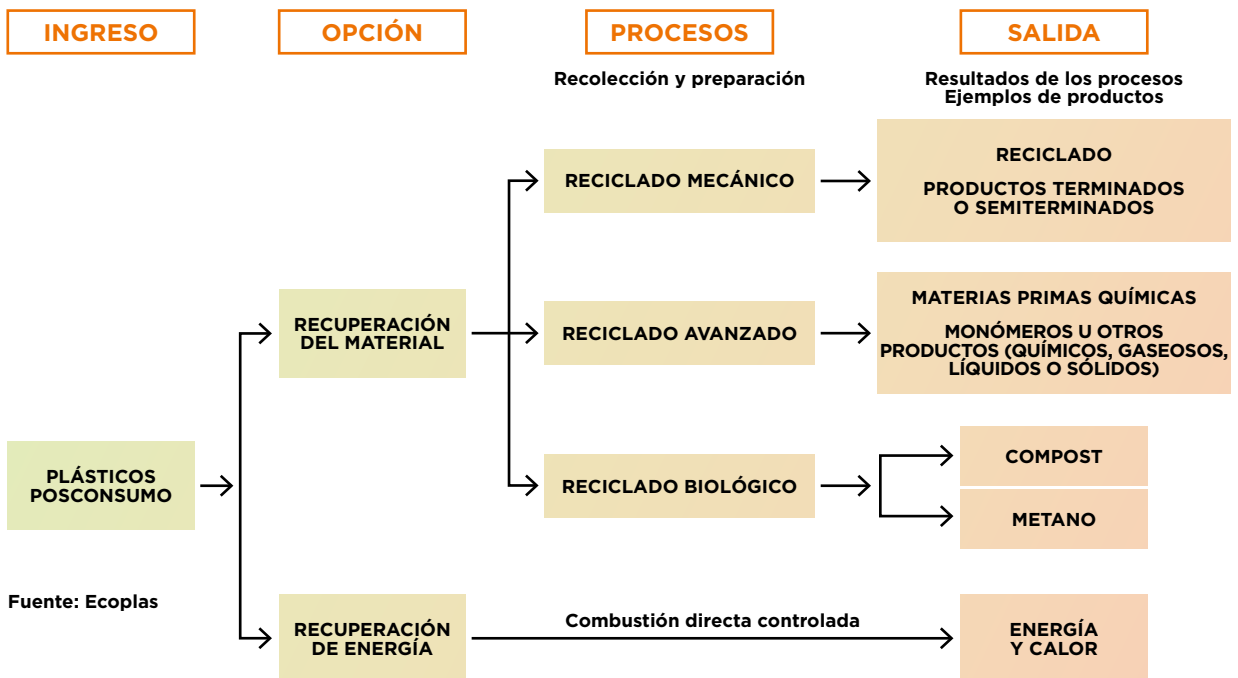 INGRESO
OPCIÓN
PROCESOS
SALIDA
Recolección y preparación
Resultados de los procesos
Ejemplos de productos
RECICLADO MECÁNICO
RECICLADO
PRODUCTOS TERMINADOS
O SEMITERMINADOS
RECUPERACIÓN
DEL MATERIAL
RECICLADO AVANZADO
MATERIAS PRIMAS QUÍMICAS
MONÓMEROS U OTROS
PRODUCTOS (QUÍMICOS, GASEOSOS,
LÍQUIDOS O SÓLIDOS)
PLÁSTICOS
POSCONSUMO
RECICLADO BIOLÓGICO
COMPOST
METANO
Fuente: Ecoplas
RECUPERACIÓN
DE ENERGÍA
Combustión directa controlada
ENERGÍA
Y CALOR